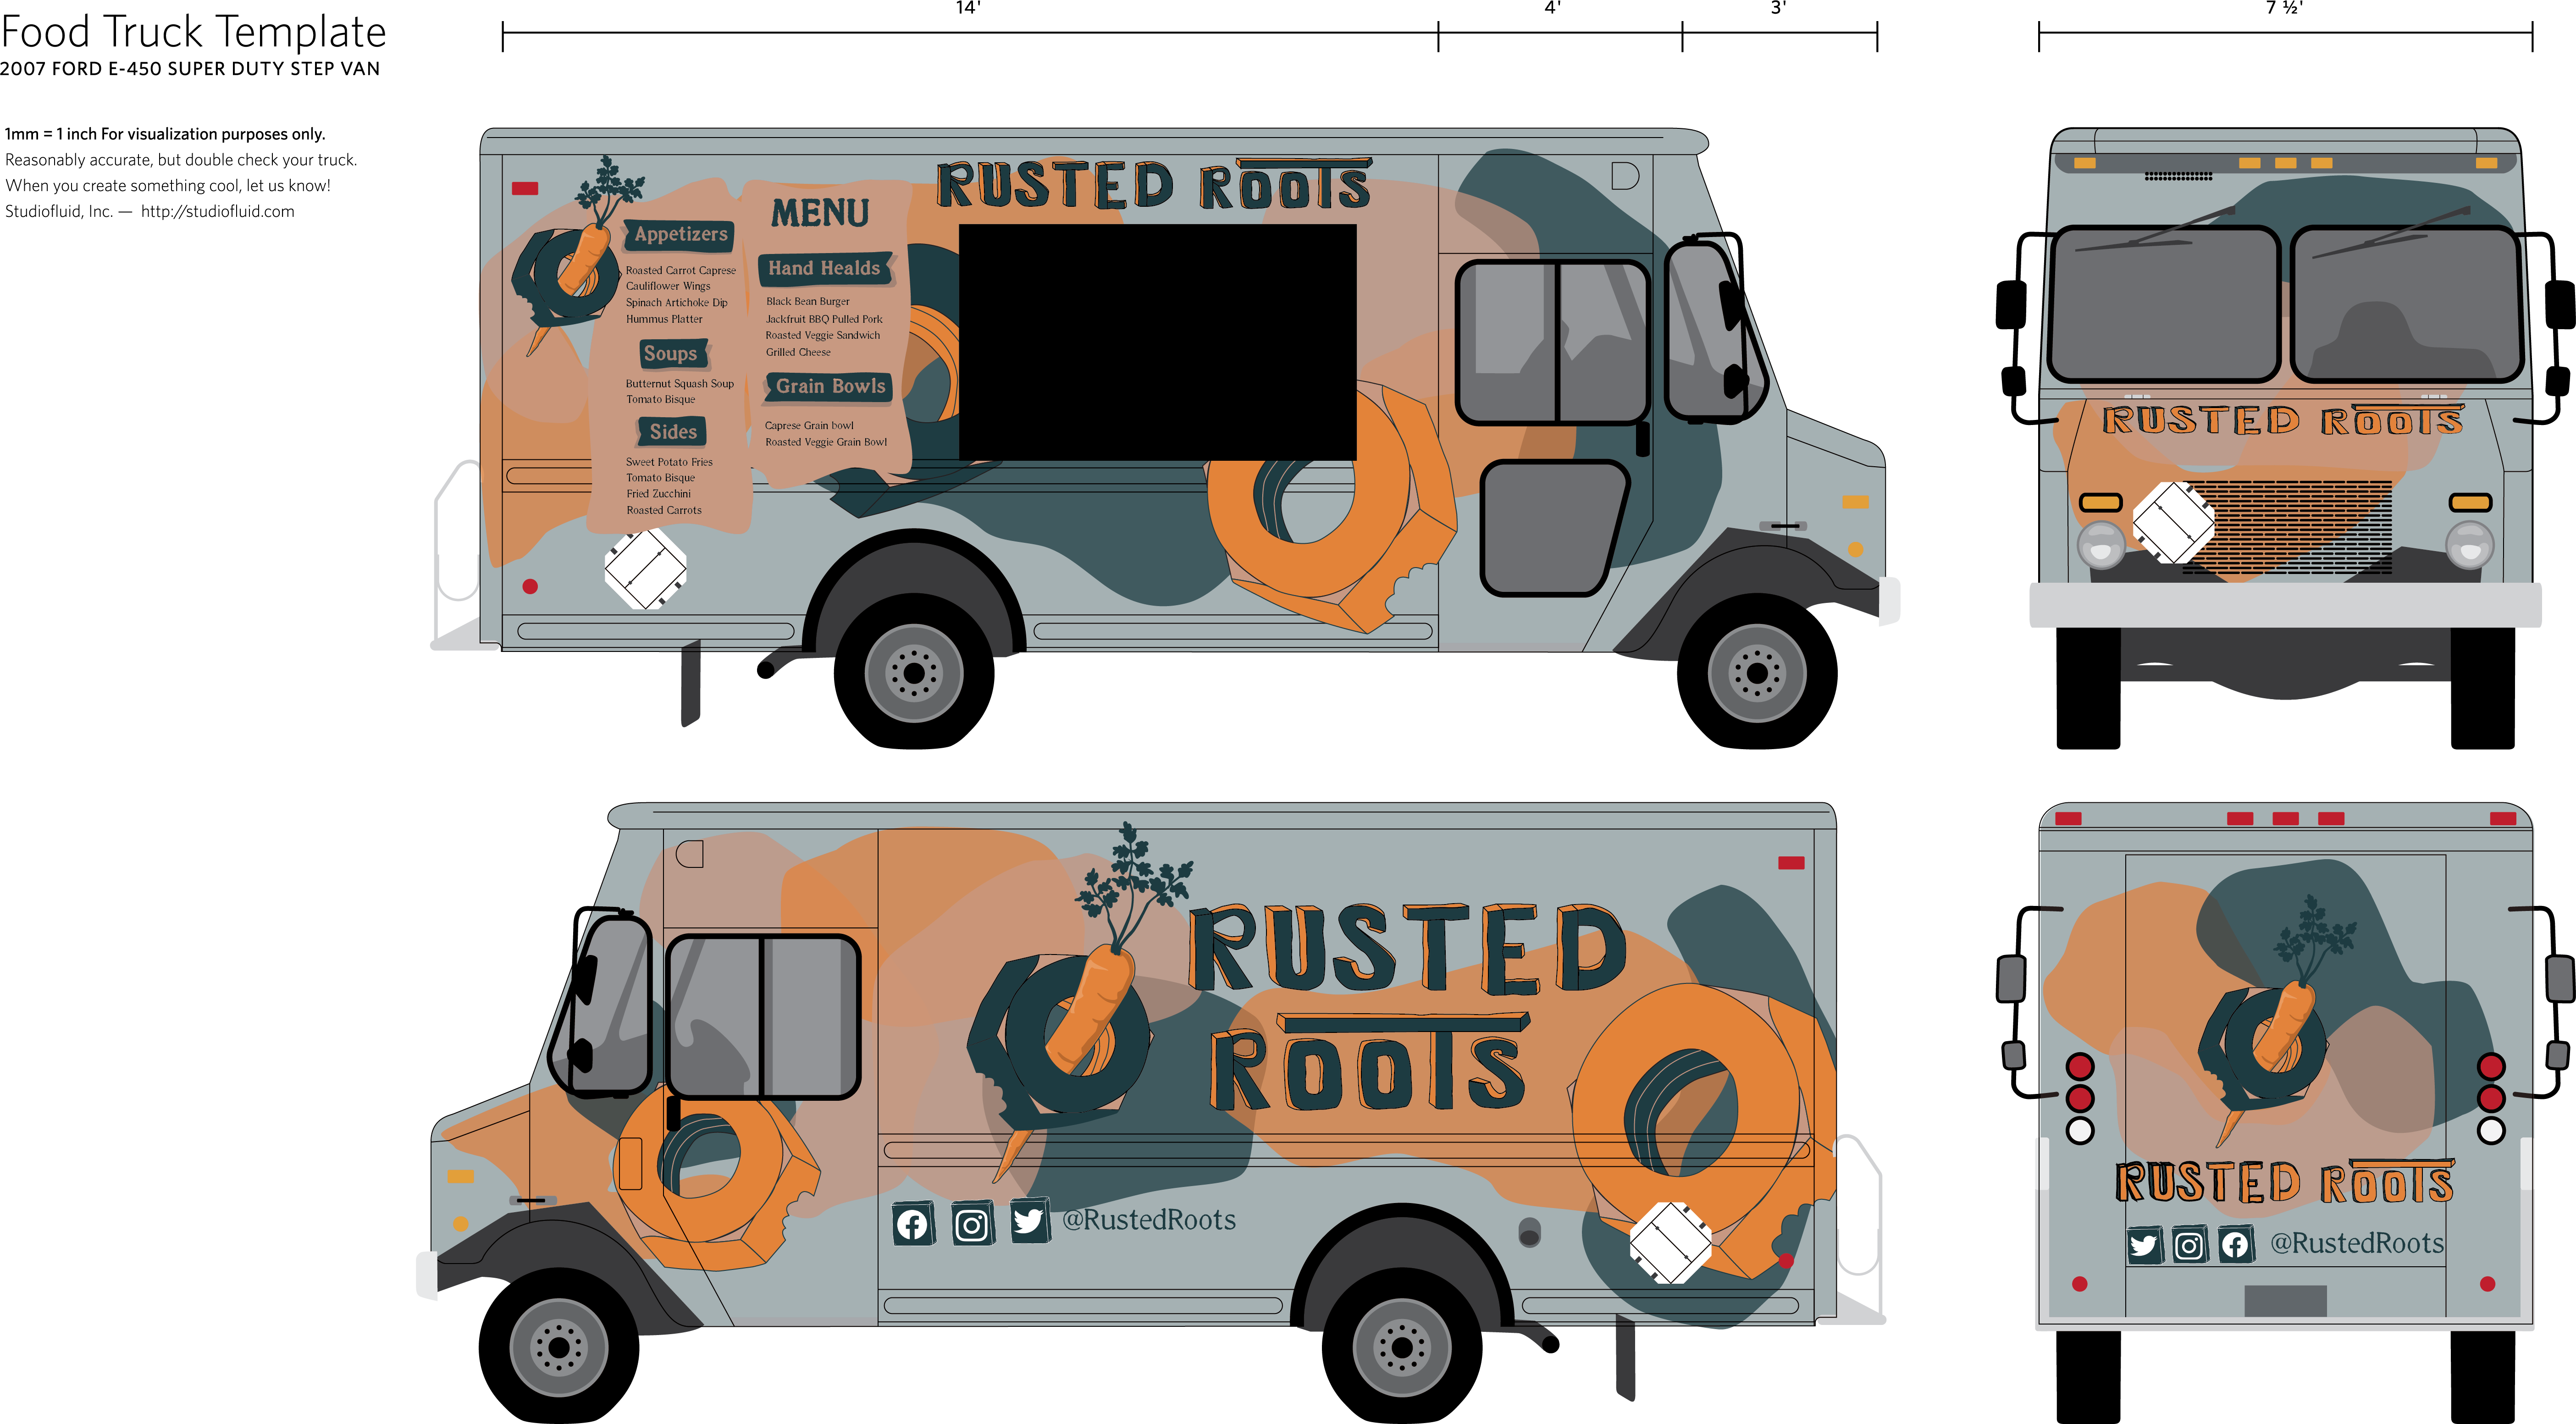 Food Truck Template
2007 FORD E-450 SUPER DUTY STEP VAN
1mm = 1 inch For visualization purposes only.
Reasonably accurate, but double check your truck.
When you create something cool, let us know!
Studiofluid, Inc. — http://studiofluid.com
14'
4'
3'
7 ½'
RUSTED ROOTS
MENU
Appetizers
Roasted Carrot Caprese
Cauliflower Wings
Spinach Artichoke Dip
Hummus Platter
Soups
Butternut Squash Soup
Tomato Bisque
Sides
Sweet Potato Fries
Tomato Bisque
Fried Zucchini
Roasted Carrots
Hand Healds
Black Bean Burger
Jackfruit BBQ Pulled Pork
Roasted Veggie Sandwich
Grilled Cheese
Grain Bowls
Caprese Grain bowl
Roasted Veggie Grain Bowl
RUSTED ROOTS
RUSTED
ROOTS
@RustedRoots
RUSTED ROOTS
@RustedRoots